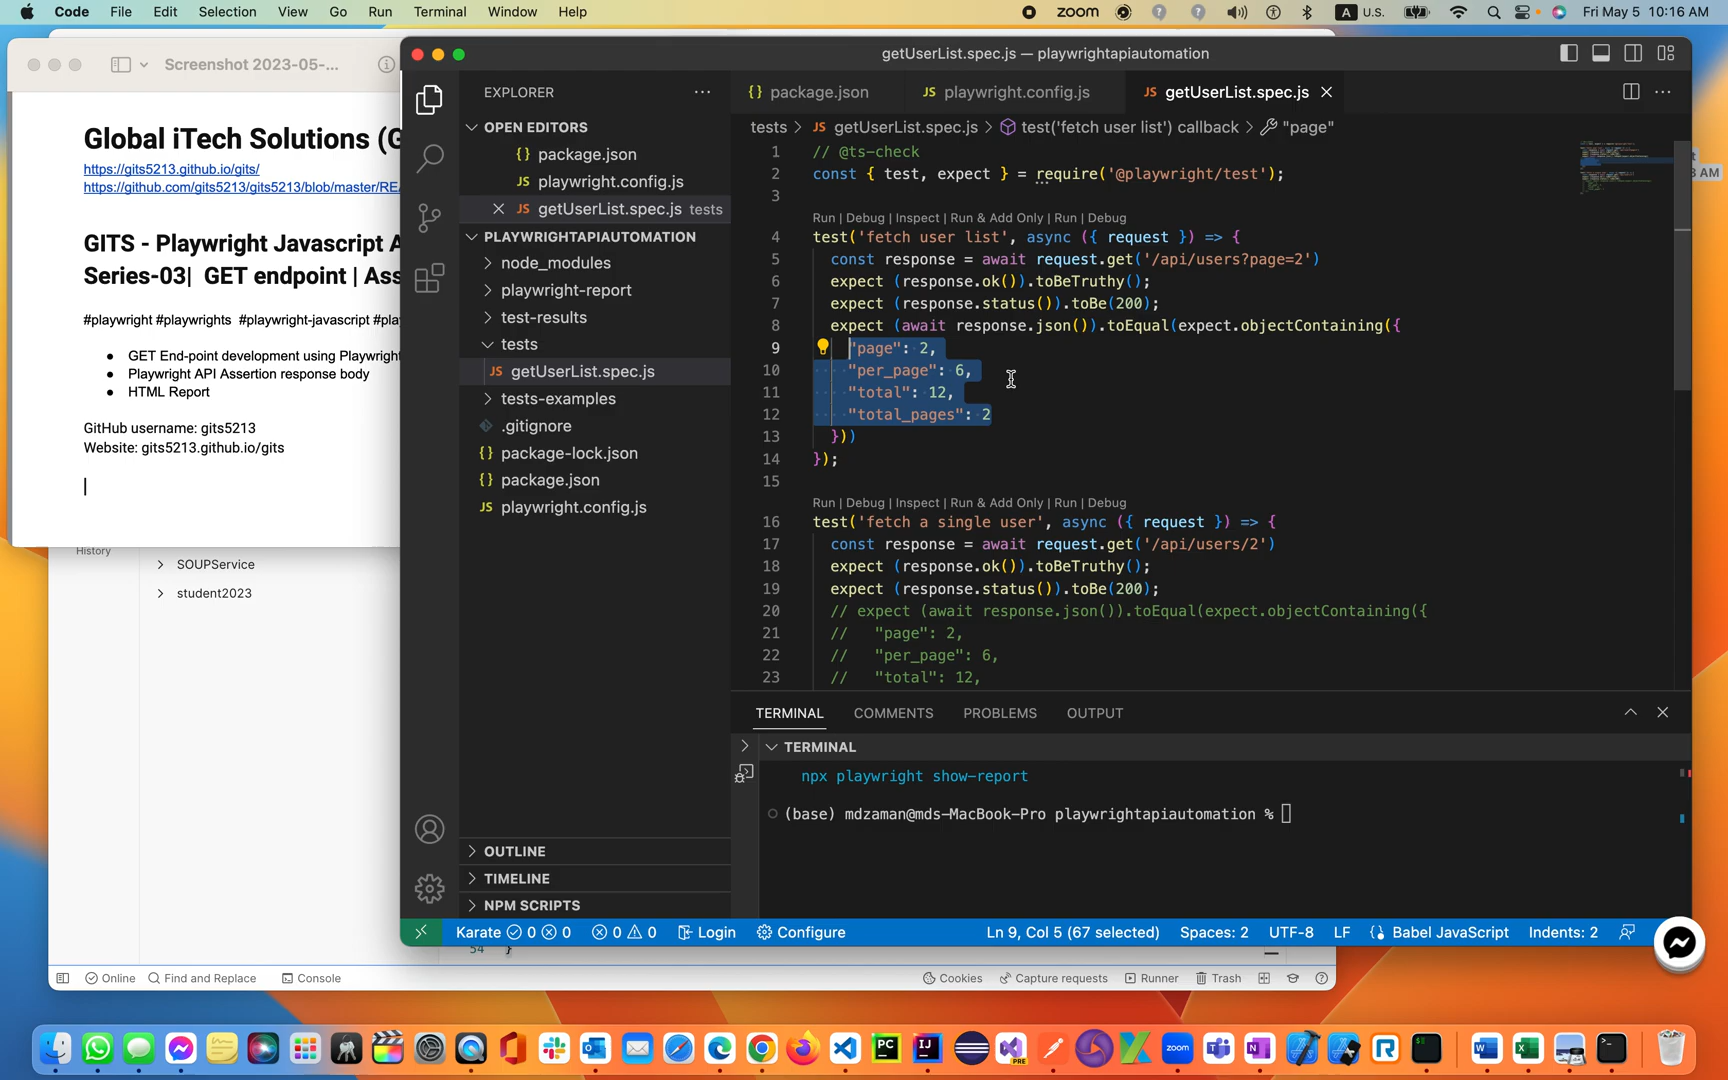 Code File Edit Selection View Go Run Terminal Window Help
zoom A U.S. Fri May 5 10:16 AM
Screenshot 2023-05-...
Global iTech Solutions (G
https://gits5213.github.io/gits/
https://github.com/gits5213/gits5213/blob/master/RE
GITS - Playwright Javascript A
Series-03| GET endpoint | Ass
#playwright #playwrights #playwright-javascript #pla
GET End-point development using Playwright
Playwright API Assertion response body
HTML Report
GitHub username: gits5213
Website: gits5213.github.io/gits
History
SOUPService
student2023
getUserList.spec.js — playwrightapiautomation
EXPLORER
OPEN EDITORS
{} package.json
JS playwright.config.js
JS getUserList.spec.js tests
PLAYWRIGHTAPIAUTOMATION
node_modules
playwright-report
test-results
tests
JS getUserList.spec.js
tests-examples
.gitignore
{} package-lock.json
{} package.json
JS playwright.config.js
OUTLINE
TIMELINE
NPM SCRIPTS
{} package.json JS playwright.config.js JS getUserList.spec.js
tests > JS getUserList.spec.js > test('fetch user list') callback > "page"
1 // @ts-check
2 const { test, expect } = require('@playwright/test');
3
Run | Debug | Inspect | Run & Add Only | Run | Debug
4 test('fetch user list', async ({ request }) => {
5 const response = await request.get('/api/users?page=2')
6 expect (response.ok()).toBeTruthy();
7 expect (response.status()).toBe(200);
8 expect (await response.json()).toEqual(expect.objectContaining({
9 "page": 2,
10 "per_page": 6,
11 "total": 12,
12 "total_pages": 2
13 }))
14 });
15
Run | Debug | Inspect | Run & Add Only | Run | Debug
16 test('fetch a single user', async ({ request }) => {
17 const response = await request.get('/api/users/2')
18 expect (response.ok()).toBeTruthy();
19 expect (response.status()).toBe(200);
20 // expect (await response.json()).toEqual(expect.objectContaining({
21 // "page": 2,
22 // "per_page": 6,
23 // "total": 12,
AM
TERMINAL COMMENTS PROBLEMS OUTPUT
TERMINAL
npx playwright show-report
(base) mdzaman@mds-MacBook-Pro playwrightapiautomation %
Karate 0 0 0 0 Login Configure Ln 9, Col 5 (67 selected) Spaces: 2 UTF-8 LF Babel JavaScript Indents: 2
54 }
Online Find and Replace Console Cookies Capture requests Runner Trash
PC IJ PRE zoom